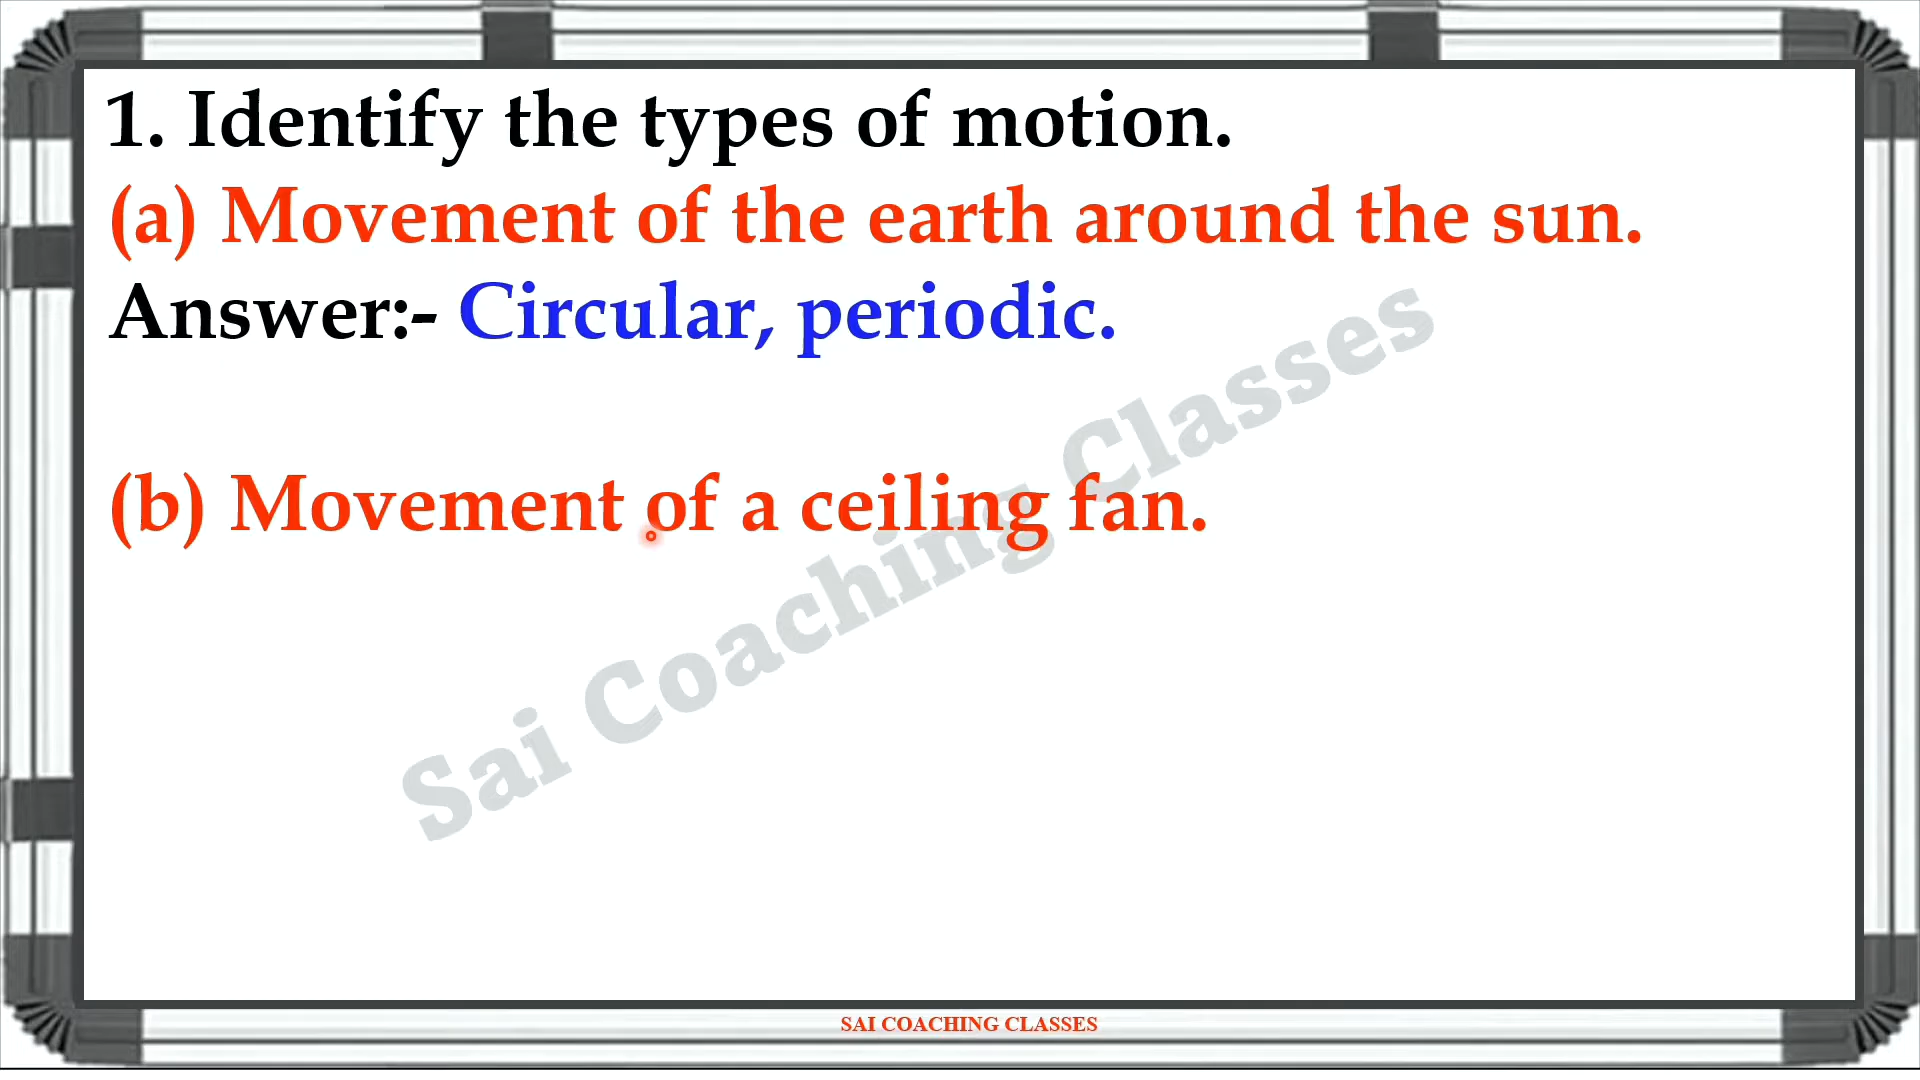 1. Identify the types of motion.
(a) Movement of the earth around the sun.
Answer:- Circular, periodic.
(b) Movement of a ceiling fan.
Sai Coaching Classes
SAI COACHING CLASSES